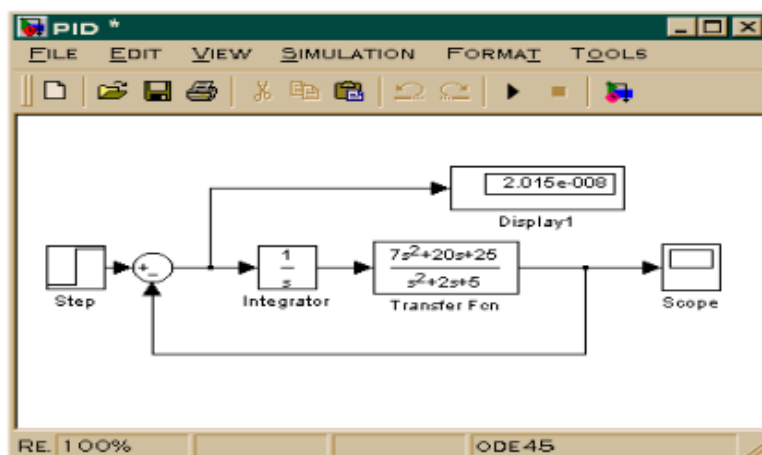 PID *
FILE EDIT VIEW SIMULATION FORMAT TOOLS
2.015e-008
Display1
Step
+
-
1
s
Integrator
7s²+20s+25
s²+2s+5
Transfer Fcn
Scope
RE. 100% ODE45